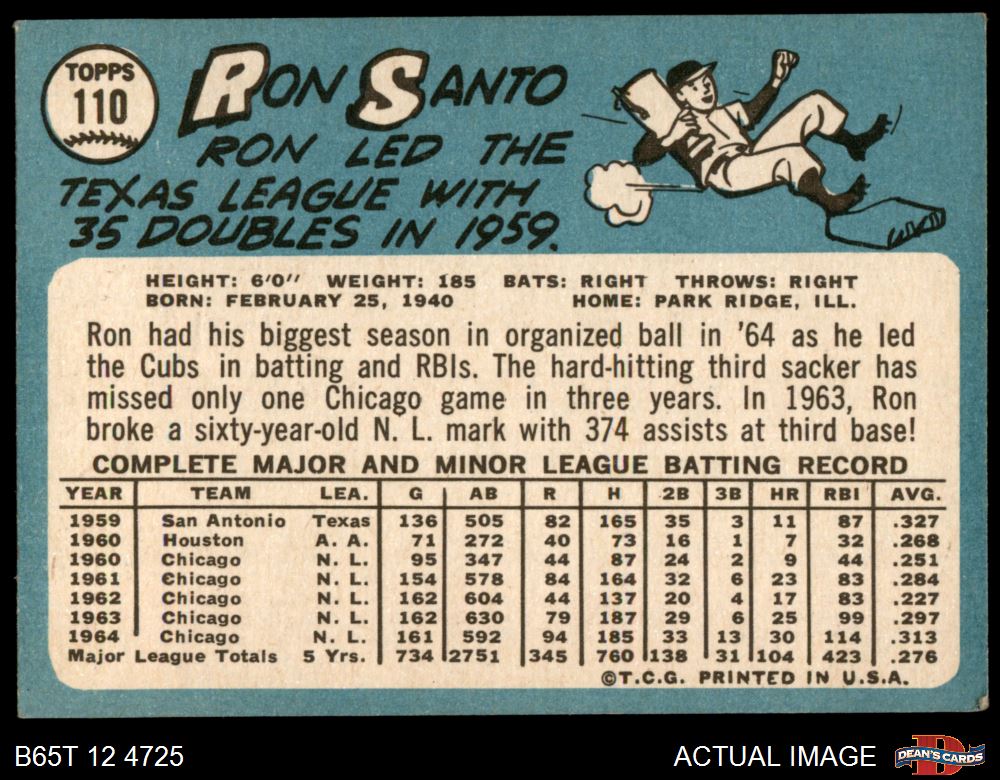 TOPPS
110
RON SANTO
RON LED THE
TEXAS LEAGUE WITH
35 DOUBLES IN 1959.
HEIGHT: 6'0" WEIGHT: 185 BATS: RIGHT THROWS: RIGHT
BORN: FEBRUARY 25, 1940 HOME: PARK RIDGE, ILL.
Ron had his biggest season in organized ball in '64 as he led
the Cubs in batting and RBIs. The hard-hitting third sacker has
missed only one Chicago game in three years. In 1963, Ron
broke a sixty-year-old N. L. mark with 374 assists at third base!
COMPLETE MAJOR AND MINOR LEAGUE BATTING RECORD
YEAR TEAM LEA. G AB R H 2B 3B HR RBI AVG.
1959 San Antonio Texas 136 505 82 165 35 3 11 87 .327
1960 Houston A. A. 71 272 40 73 16 1 7 32 .268
1960 Chicago N. L. 95 347 44 87 24 2 9 44 .251
1961 Chicago N. L. 154 578 84 164 32 6 23 83 .284
1962 Chicago N. L. 162 604 44 137 20 4 17 83 .227
1963 Chicago N. L. 162 630 79 187 29 6 25 99 .297
1964 Chicago N. L. 161 592 94 185 33 13 30 114 .313
Major League Totals 5 Yrs. 734 2751 345 760 138 31 104 423 .276
©T.C.G. PRINTED IN U.S.A.
B65T 12 4725 ACTUAL IMAGE
D
DEAN'S CARDS